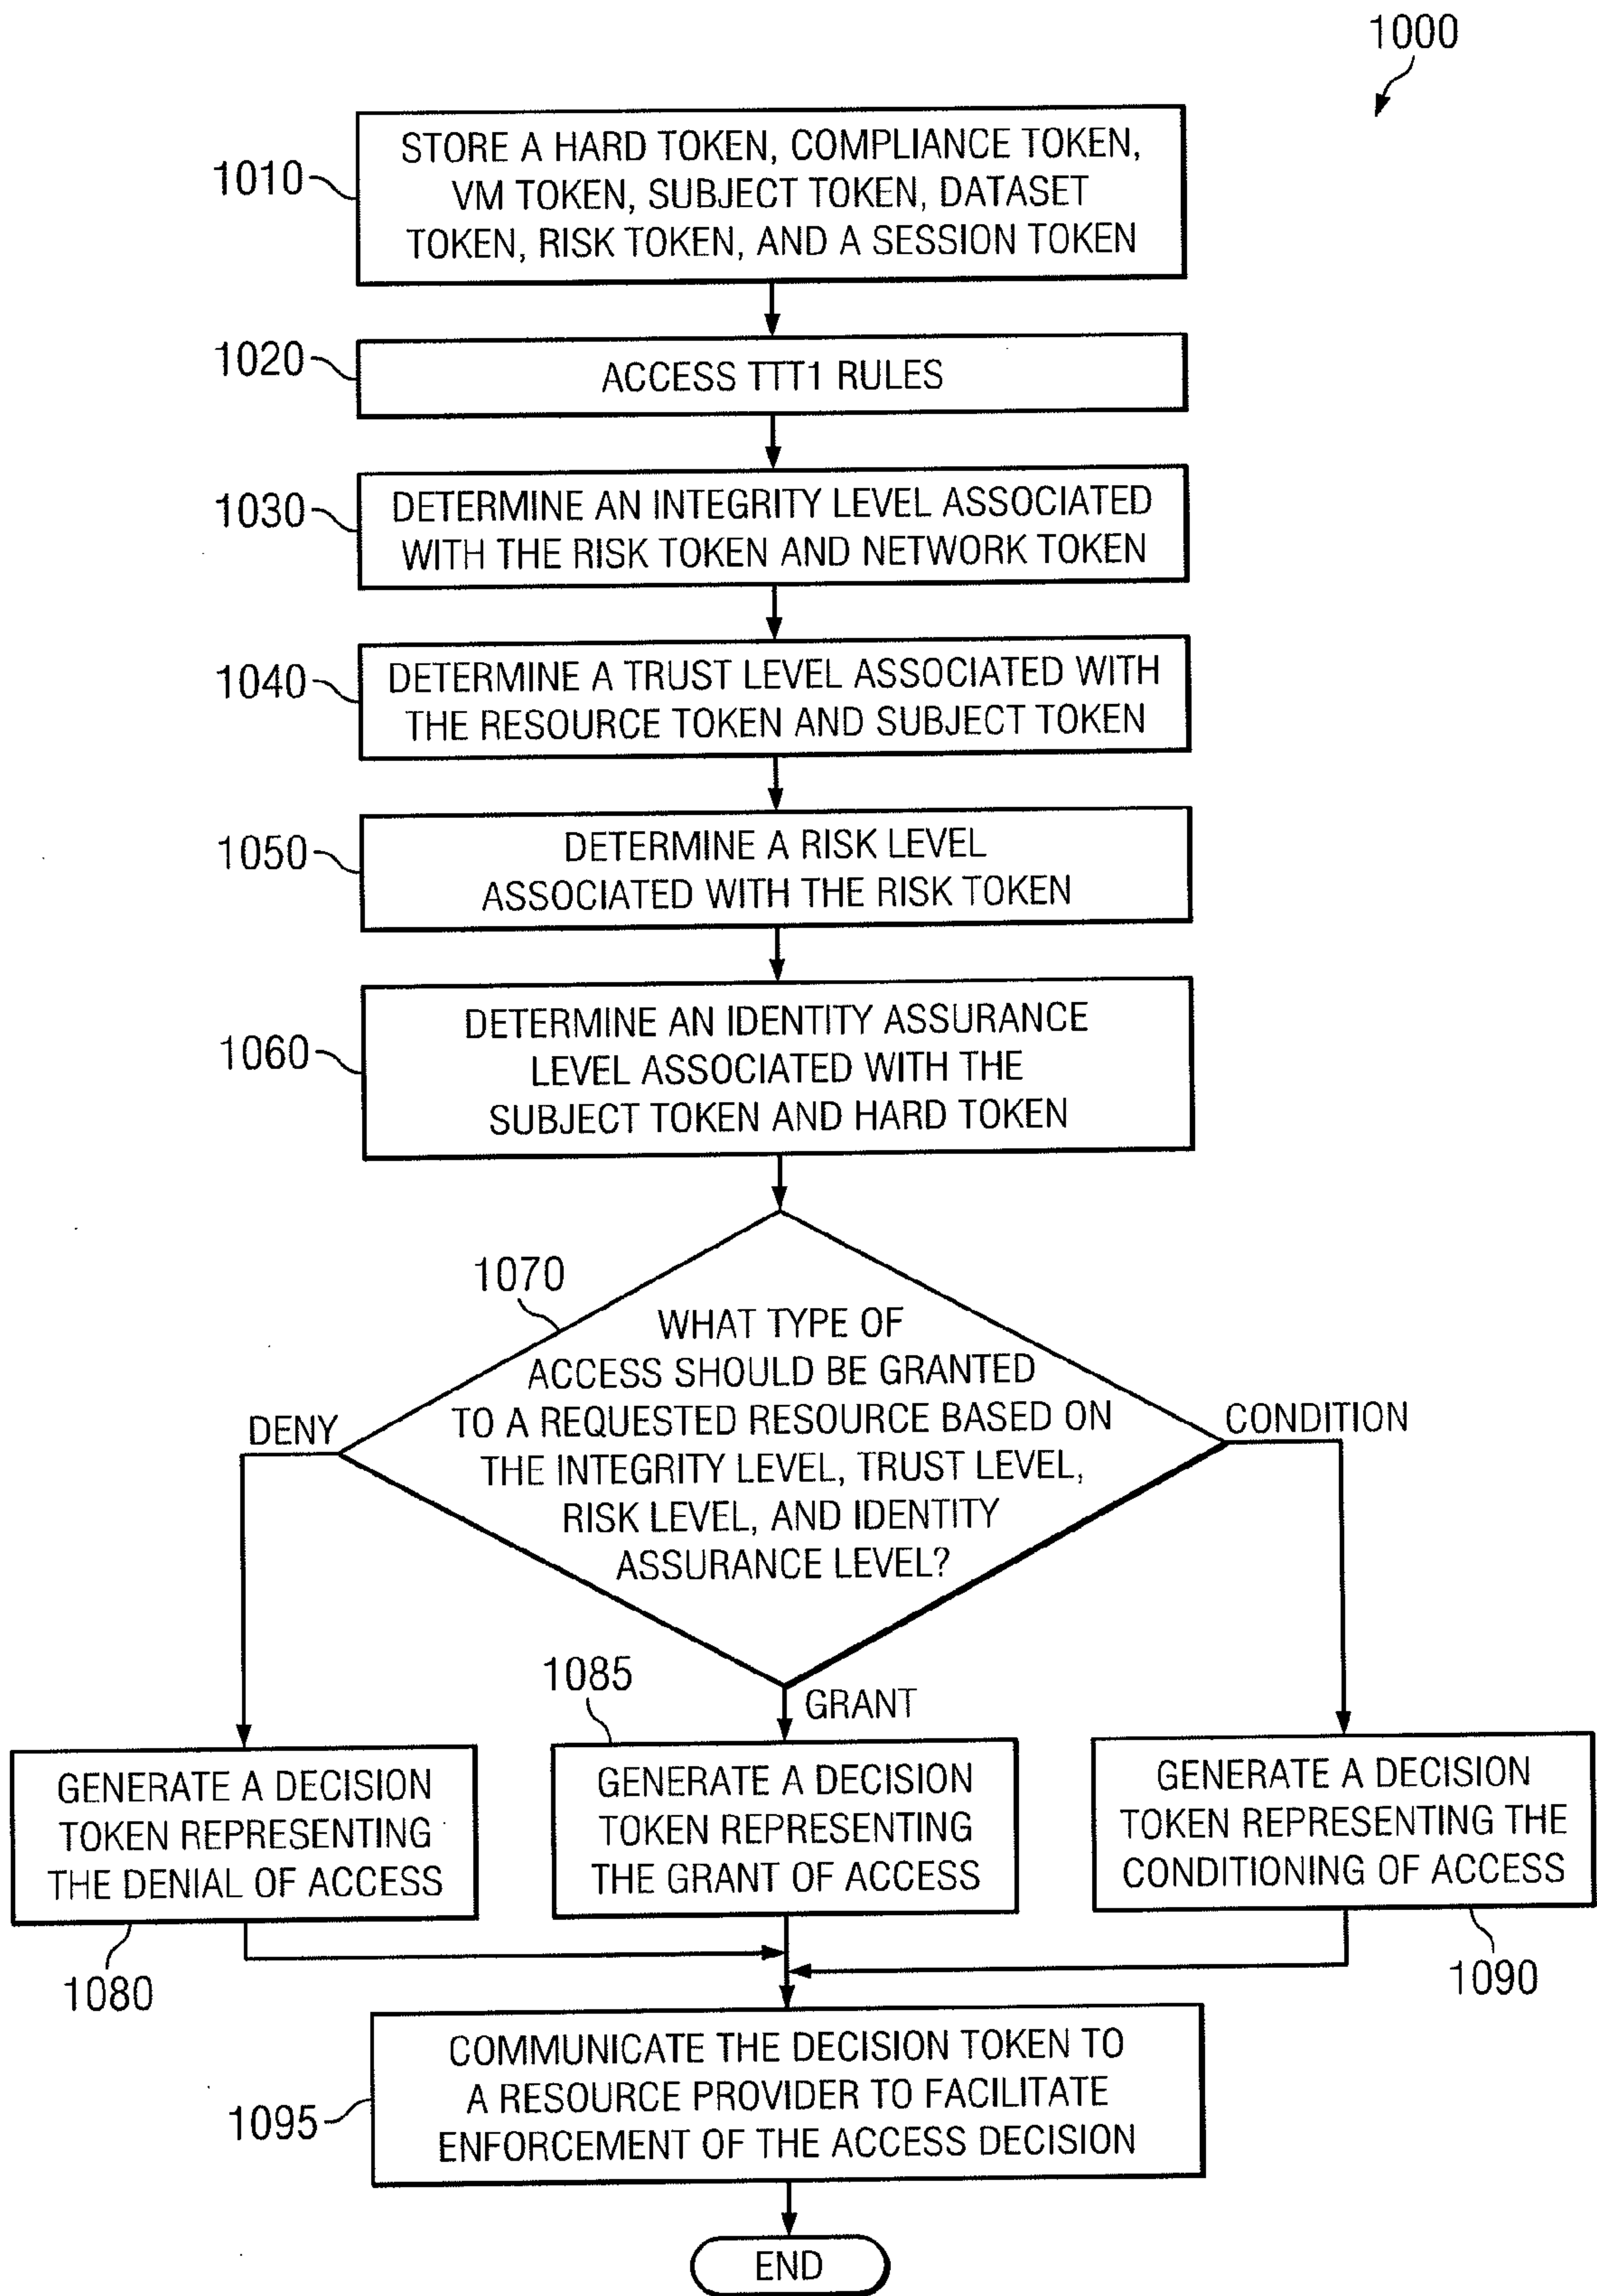 1000
1010
STORE A HARD TOKEN, COMPLIANCE TOKEN,
VM TOKEN, SUBJECT TOKEN, DATASET
TOKEN, RISK TOKEN, AND A SESSION TOKEN
1020
ACCESS TTT1 RULES
1030
DETERMINE AN INTEGRITY LEVEL ASSOCIATED
WITH THE RISK TOKEN AND NETWORK TOKEN
1040
DETERMINE A TRUST LEVEL ASSOCIATED WITH
THE RESOURCE TOKEN AND SUBJECT TOKEN
1050
DETERMINE A RISK LEVEL
ASSOCIATED WITH THE RISK TOKEN
1060
DETERMINE AN IDENTITY ASSURANCE
LEVEL ASSOCIATED WITH THE
SUBJECT TOKEN AND HARD TOKEN
1070
WHAT TYPE OF
ACCESS SHOULD BE GRANTED
TO A REQUESTED RESOURCE BASED ON
THE INTEGRITY LEVEL, TRUST LEVEL,
RISK LEVEL, AND IDENTITY
ASSURANCE LEVEL?
DENY
CONDITION
GRANT
1085
GENERATE A DECISION
TOKEN REPRESENTING
THE DENIAL OF ACCESS
1080
GENERATE A DECISION
TOKEN REPRESENTING
THE GRANT OF ACCESS
GENERATE A DECISION
TOKEN REPRESENTING THE
CONDITIONING OF ACCESS
1090
1095
COMMUNICATE THE DECISION TOKEN TO
A RESOURCE PROVIDER TO FACILITATE
ENFORCEMENT OF THE ACCESS DECISION
END